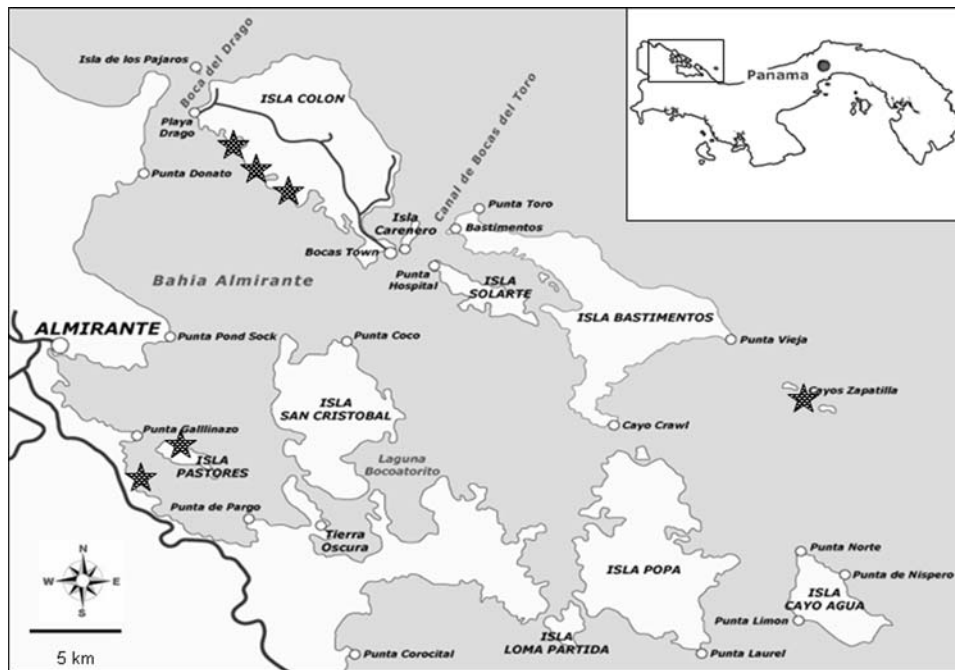 Isla de los Pajaros
Boca del Drago
ISLA COLON
Panama
Playa
Drago
Punta Donato
Canal de Bocas del Toro
Punta Toro
Isla
Carenero
Bastimentos
Bocas Town
Punta
Hospital
ISLA
SOLARTE
Bahia Almirante
ISLA BASTIMENTOS
ALMIRANTE
Punta Pond Sock
Punta Coco
Punta Vieja
ISLA
SAN CRISTOBAL
Cayos Zapatilla
Cayo Crawl
Punta Galllinazo
ISLA
PASTORES
Laguna
Bocoatorito
Punta de Pargo
Tierra
Oscura
N
W E
S
5 km
ISLA POPA
Punta Norte
Punta de Nispero
ISLA
CAYO AGUA
Punta Limon
ISLA
LOMA PARTIDA
Punta Corocital
Punta Laurel